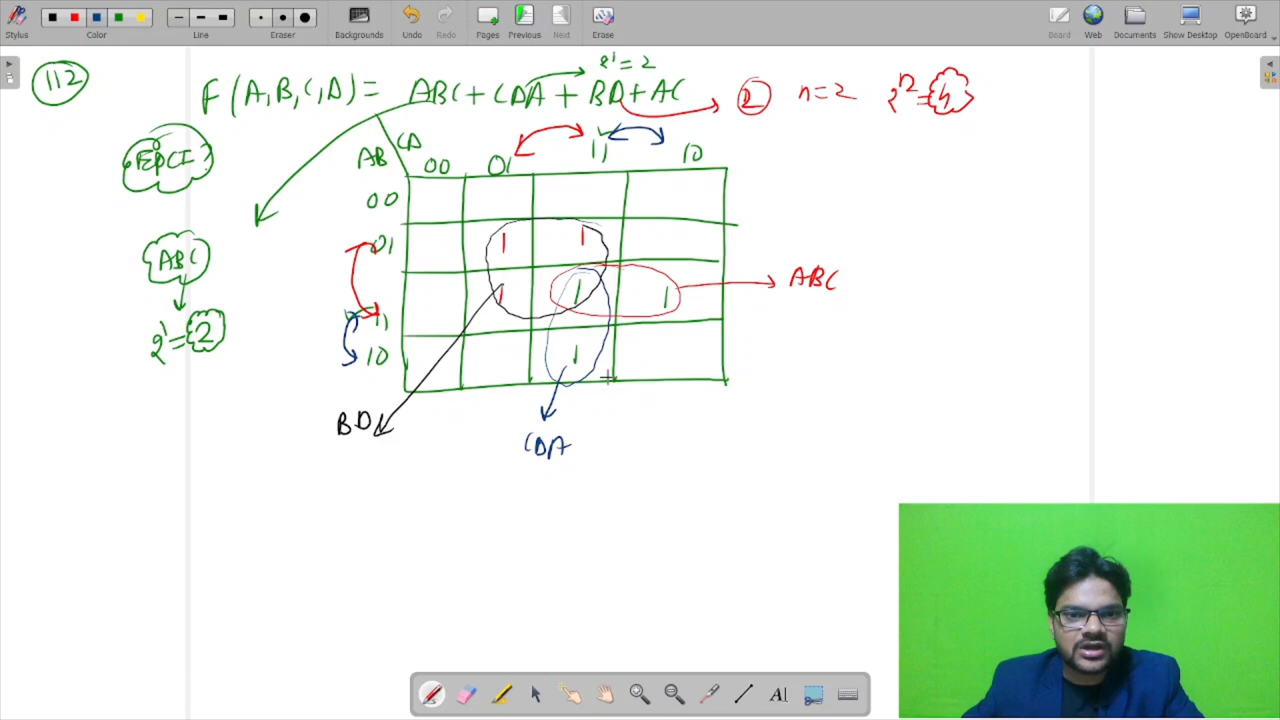 Stylus Color Line Eraser Backgrounds Undo Redo Pages Previous Next Erase Board Web Documents Show Desktop OpenBoard
112
F(A,B,C,D) = ABC + CDA + BD + AC
2¹ = 2
2 n=2 2ⁿ=4
CD
AB
00 01 11 10
00
01 1 1
11 1 1 1
10 1
EPCI
ABC
2¹ = 2
ABC
BD
CDA